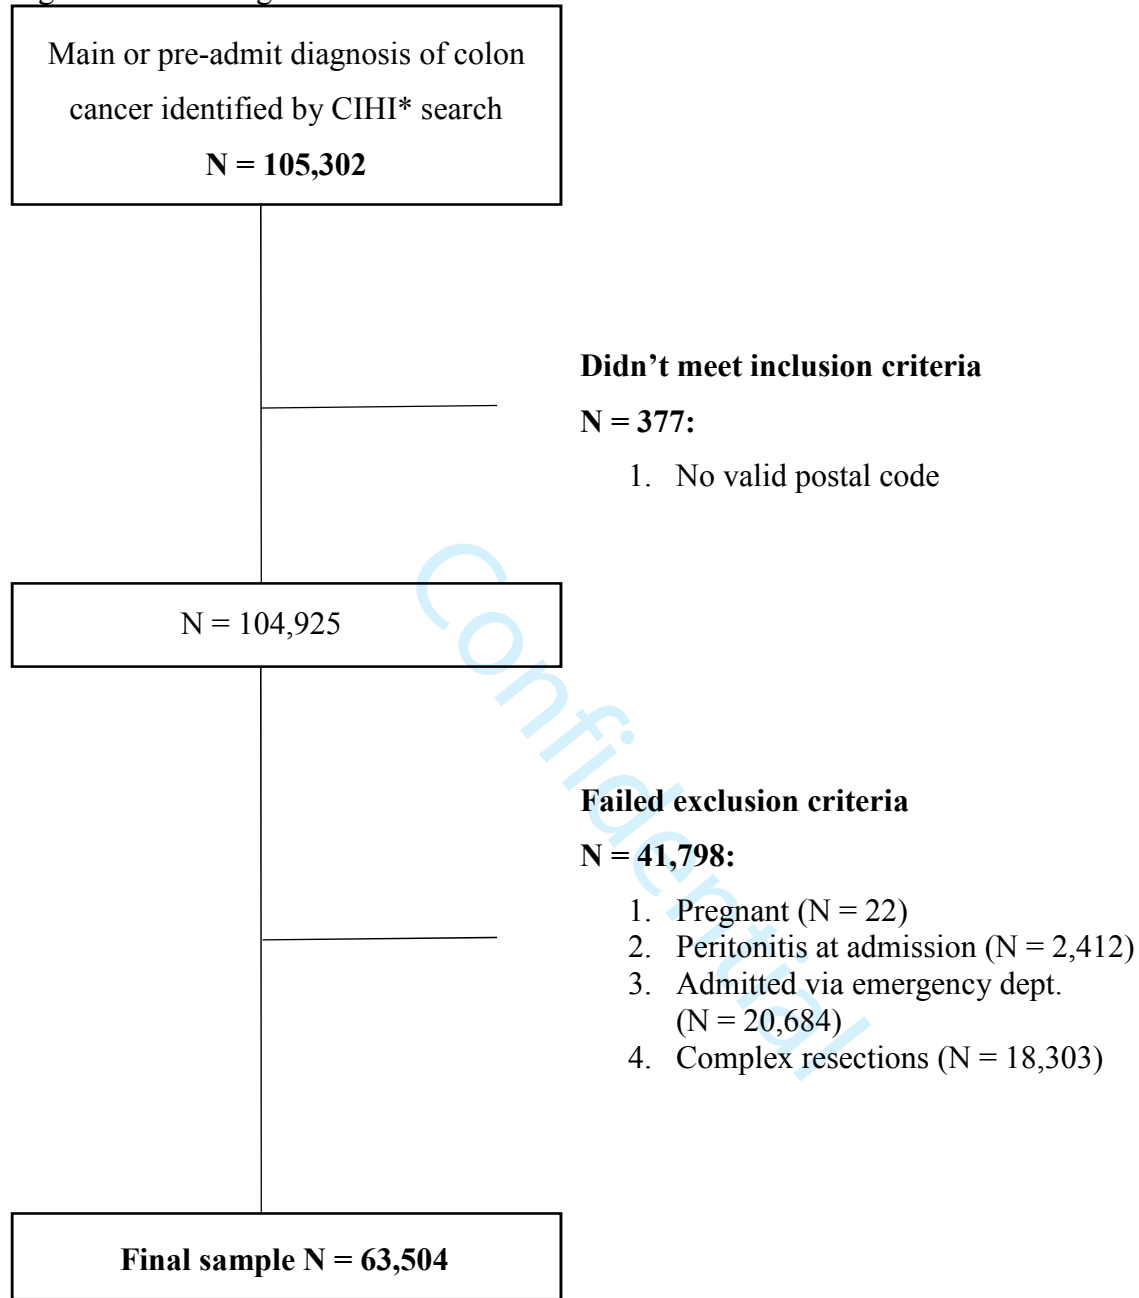 Main or pre-admit diagnosis of colon
cancer identified by CIHI* search
N = 105,302
Didn’t meet inclusion criteria
N = 377:
1. No valid postal code
N = 104,925
Failed exclusion criteria
N = 41,798:
1. Pregnant (N = 22)
2. Peritonitis at admission (N = 2,412)
3. Admitted via emergency dept.
(N = 20,684)
4. Complex resections (N = 18,303)
Final sample N = 63,504
Confidential